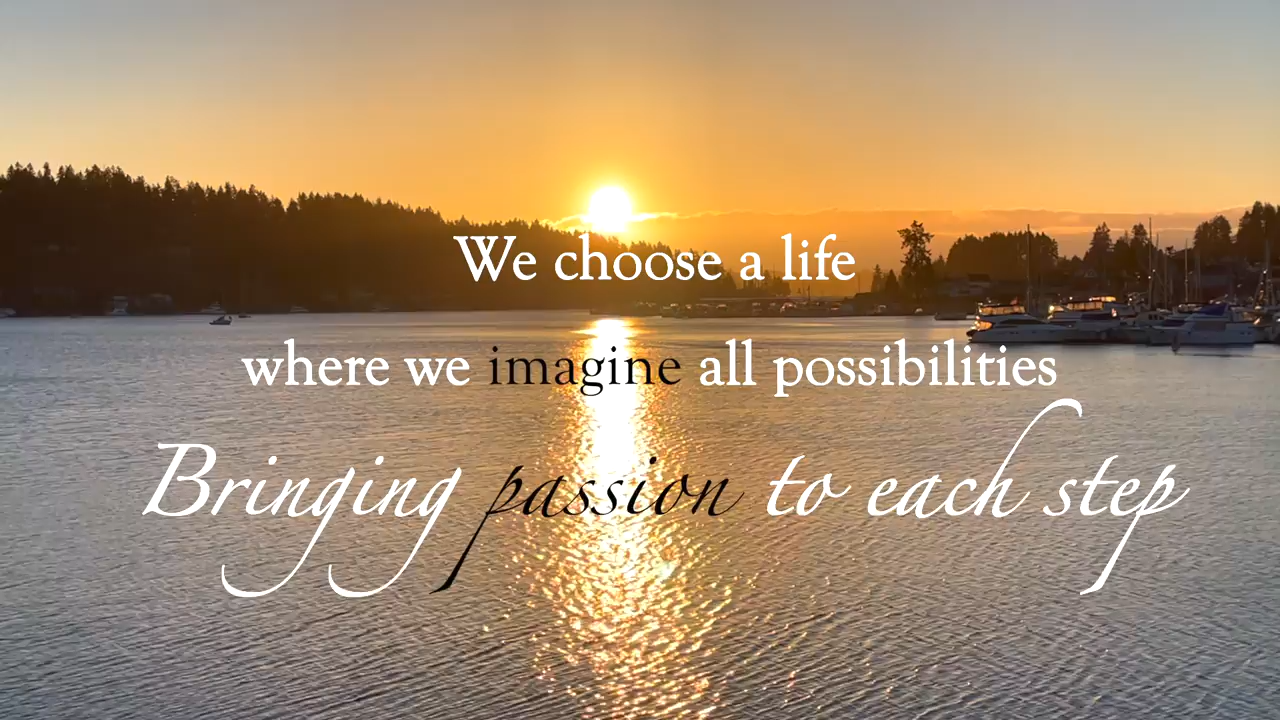 We choose a life
where we imagine all possibilities
Bringing passion to each step